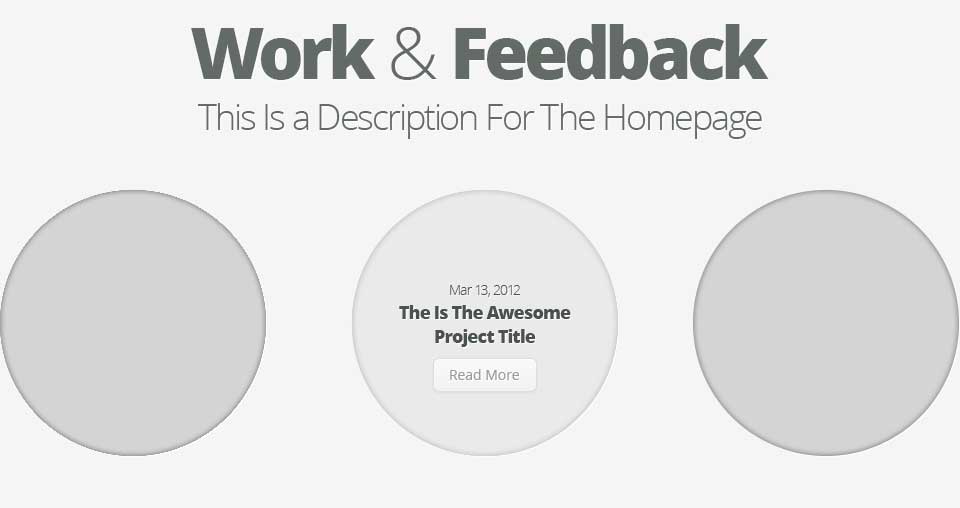 Work & Feedback
This Is a Description For The Homepage
Mar 13, 2012
The Is The Awesome
Project Title
Read More